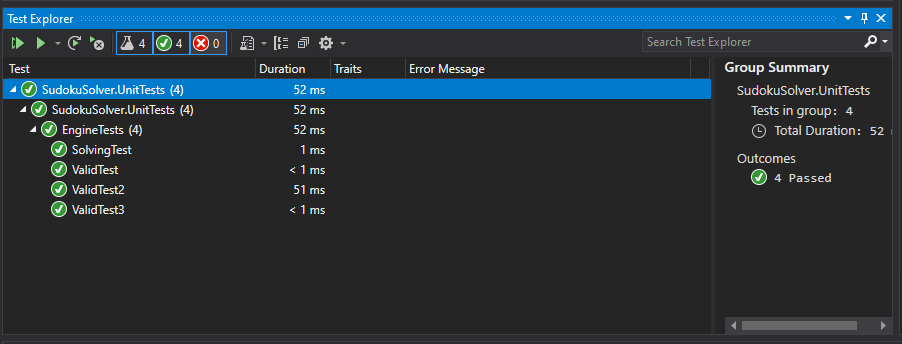 Test Explorer
4 4 0
Search Test Explorer
Test Duration Traits Error Message
SudokuSolver.UnitTests (4) 52 ms
SudokuSolver.UnitTests (4) 52 ms
EngineTests (4) 52 ms
SolvingTest 1 ms
ValidTest < 1 ms
ValidTest2 51 ms
ValidTest3 < 1 ms
Group Summary
SudokuSolver.UnitTests
Tests in group: 4
Total Duration: 52
Outcomes
4 Passed